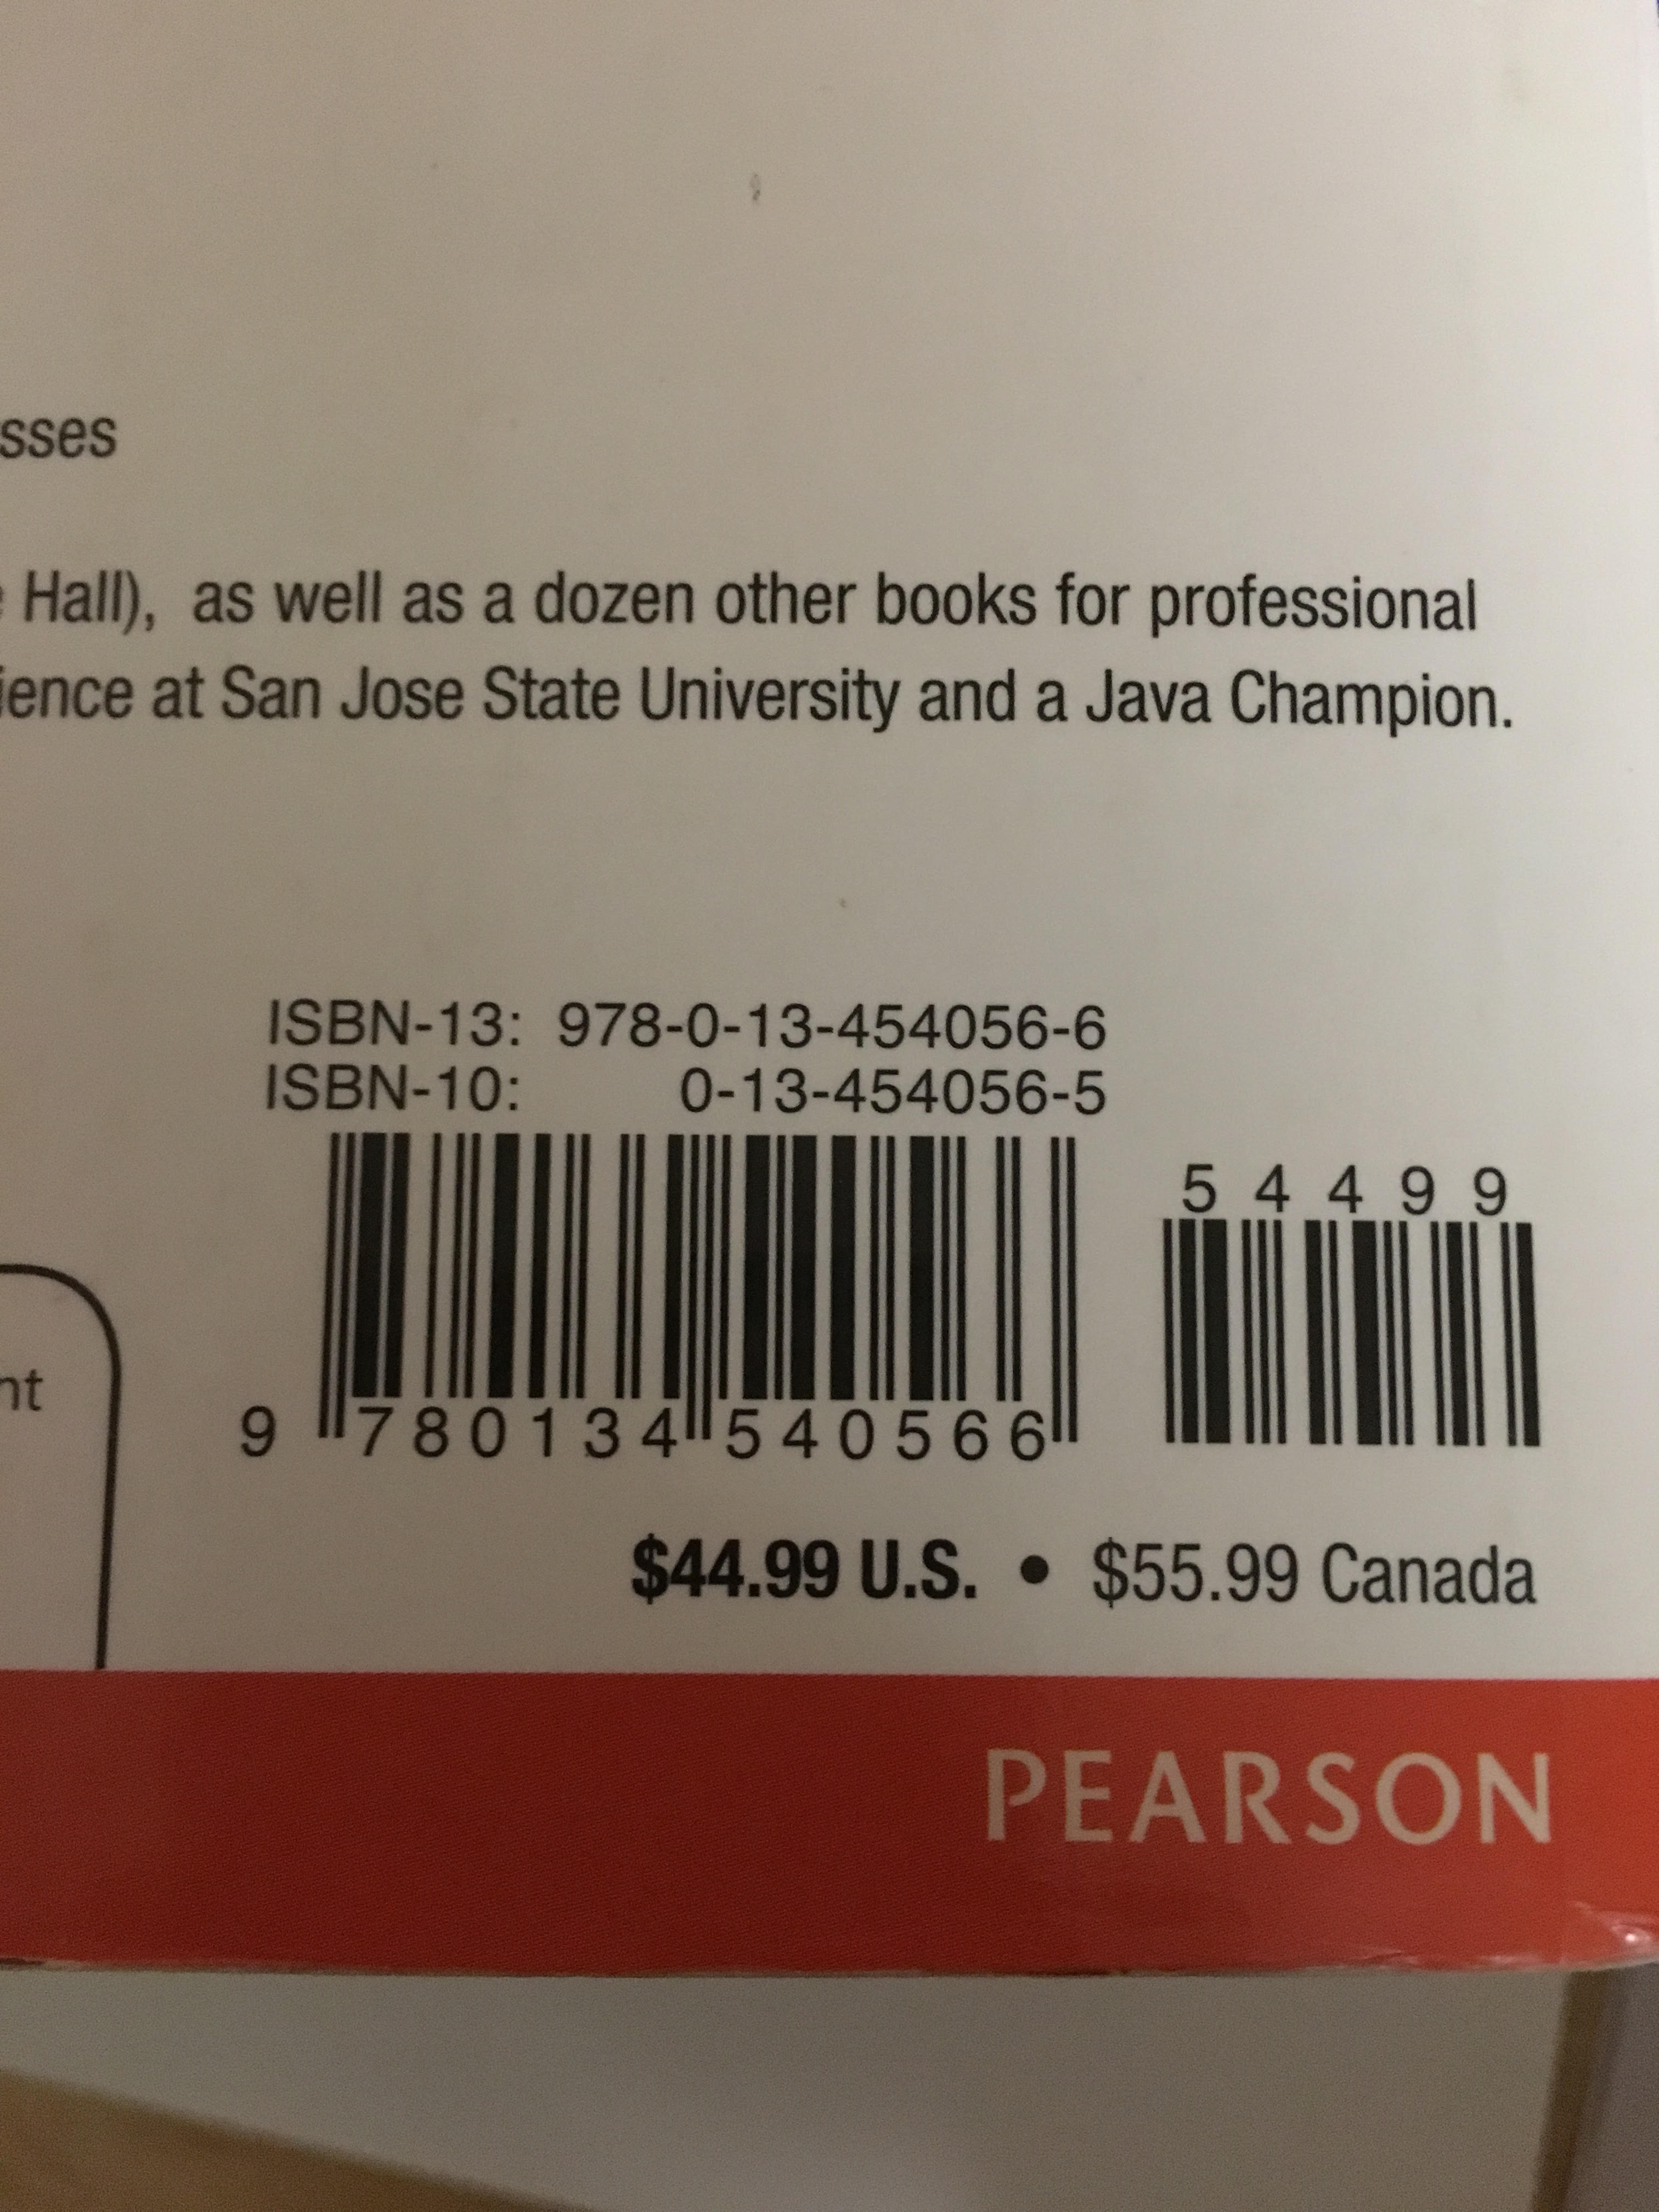 sses
Hall), as well as a dozen other books for professional
ience at San Jose State University and a Java Champion.
ISBN-13: 978-0-13-454056-6
ISBN-10: 0-13-454056-5
5 4 4 9 9
9 780134 540566
nt
$44.99 U.S. • $55.99 Canada
PEARSON